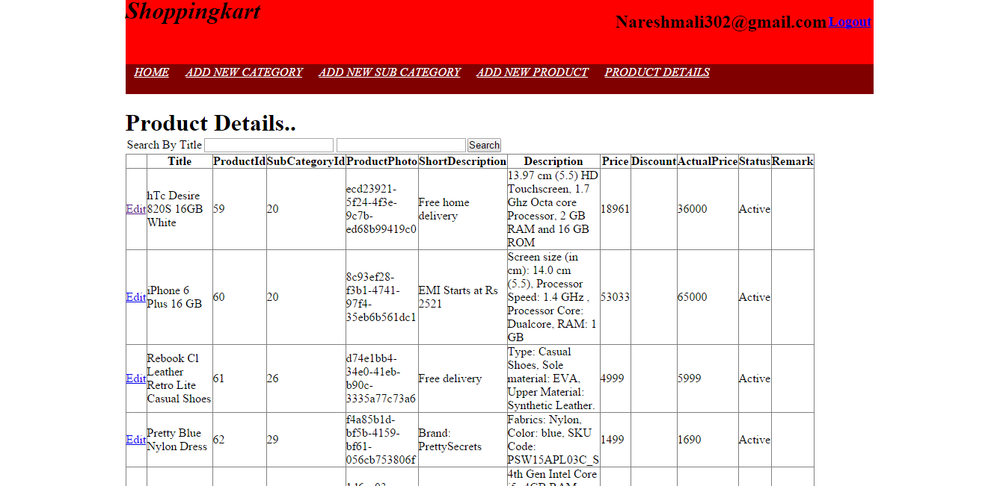 Shoppingkart
Nareshmali302@gmail.com Logout
HOME ADD NEW CATEGORY ADD NEW SUB CATEGORY ADD NEW PRODUCT PRODUCT DETAILS
Product Details..
Search By Title Search
Title ProductId SubCategoryId ProductPhoto ShortDescription Description Price Discount ActualPrice Status Remark
Edit
hTc Desire
820S 16GB
White
59
20
ecd23921-
5f24-4f3e-
9c7b-
ed68b99419c0
Free home
delivery
13.97 cm (5.5) HD
Touchscreen, 1.7
Ghz Octa core
Processor, 2 GB
RAM and 16 GB
ROM
18961
36000
Active
Edit
iPhone 6
Plus 16 GB
60
20
8c93ef28-
f3b1-4741-
97f4-
35eb6b561dc1
EMI Starts at Rs
2521
Screen size (in
cm): 14.0 cm
(5.5), Processor
Speed: 1.4 GHz ,
Processor Core:
Dualcore, RAM: 1
GB
53033
65000
Active
Edit
Rebook Cl
Leather
Retro Lite
Casual Shoes
61
26
d74e1bb4-
34e0-41eb-
b90c-
3335a77c73a6
Free delivery
Type: Casual
Shoes, Sole
material: EVA,
Upper Material:
Synthetic Leather.
4999
5999
Active
Edit
Pretty Blue
Nylon Dress
62
29
f4a85b1d-
bf5b-4159-
bf61-
056cb753806f
Brand:
PrettySecrets
Fabrics: Nylon,
Color: blue, SKU
Code:
PSW15APL03C_S
1499
1690
Active
4th Gen Intel Core